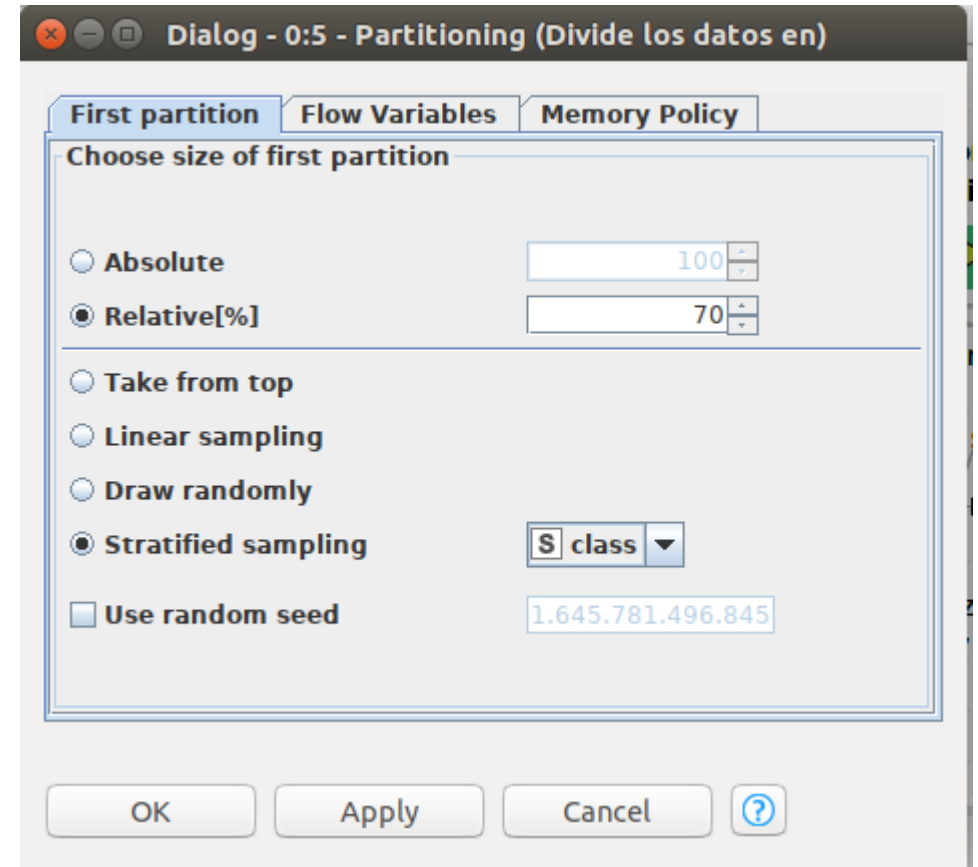 Dialog - 0:5 - Partitioning (Divide los datos en)
First partition Flow Variables Memory Policy
Choose size of first partition
Absolute 100
Relative[%] 70
Take from top
Linear sampling
Draw randomly
Stratified sampling S class
Use random seed 1.645.781.496.845
OK Apply Cancel ?